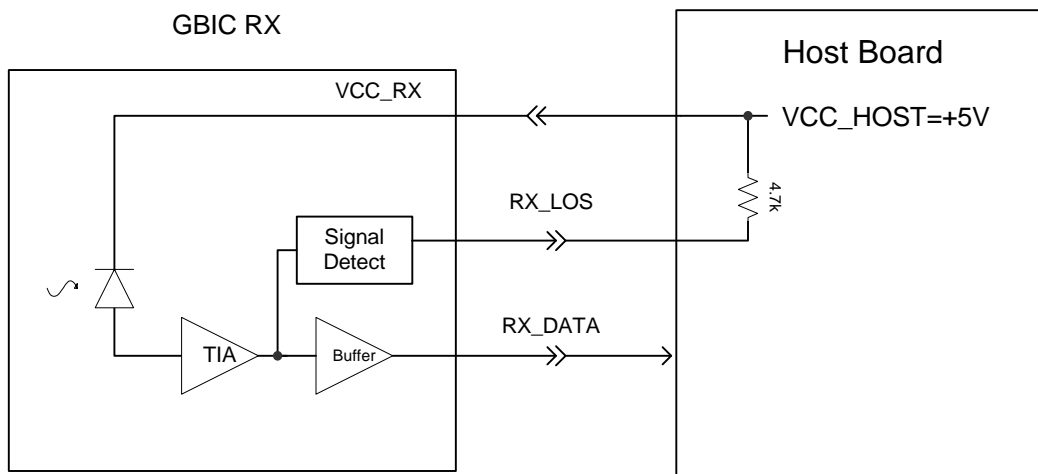 GBIC RX
Host Board
VCC_RX
VCC_HOST=+5V
4.7k
RX_LOS
Signal
Detect
RX_DATA
TIA
Buffer